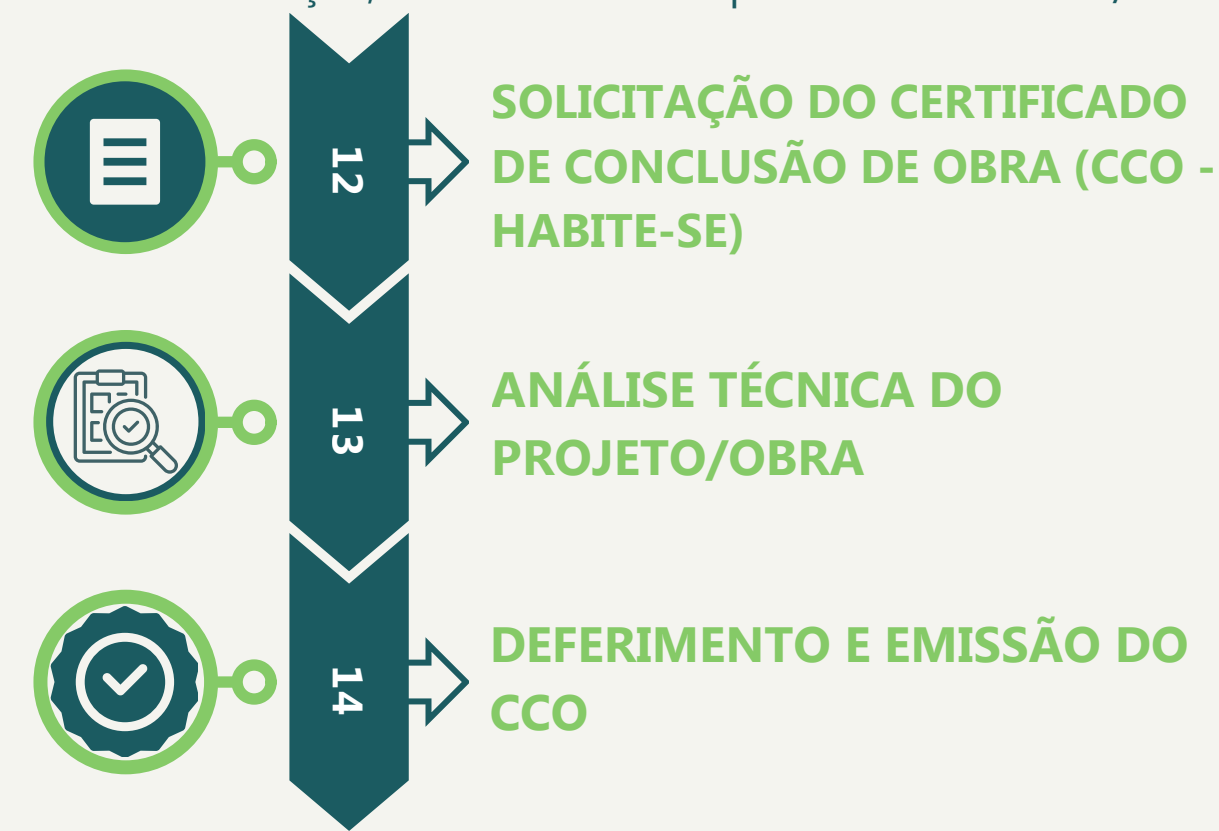 12
SOLICITAÇÃO DO CERTIFICADO
DE CONCLUSÃO DE OBRA (CCO -
HABITE-SE)
13
ANÁLISE TÉCNICA DO
PROJETO/OBRA
14
DEFERIMENTO E EMISSÃO DO
CCO